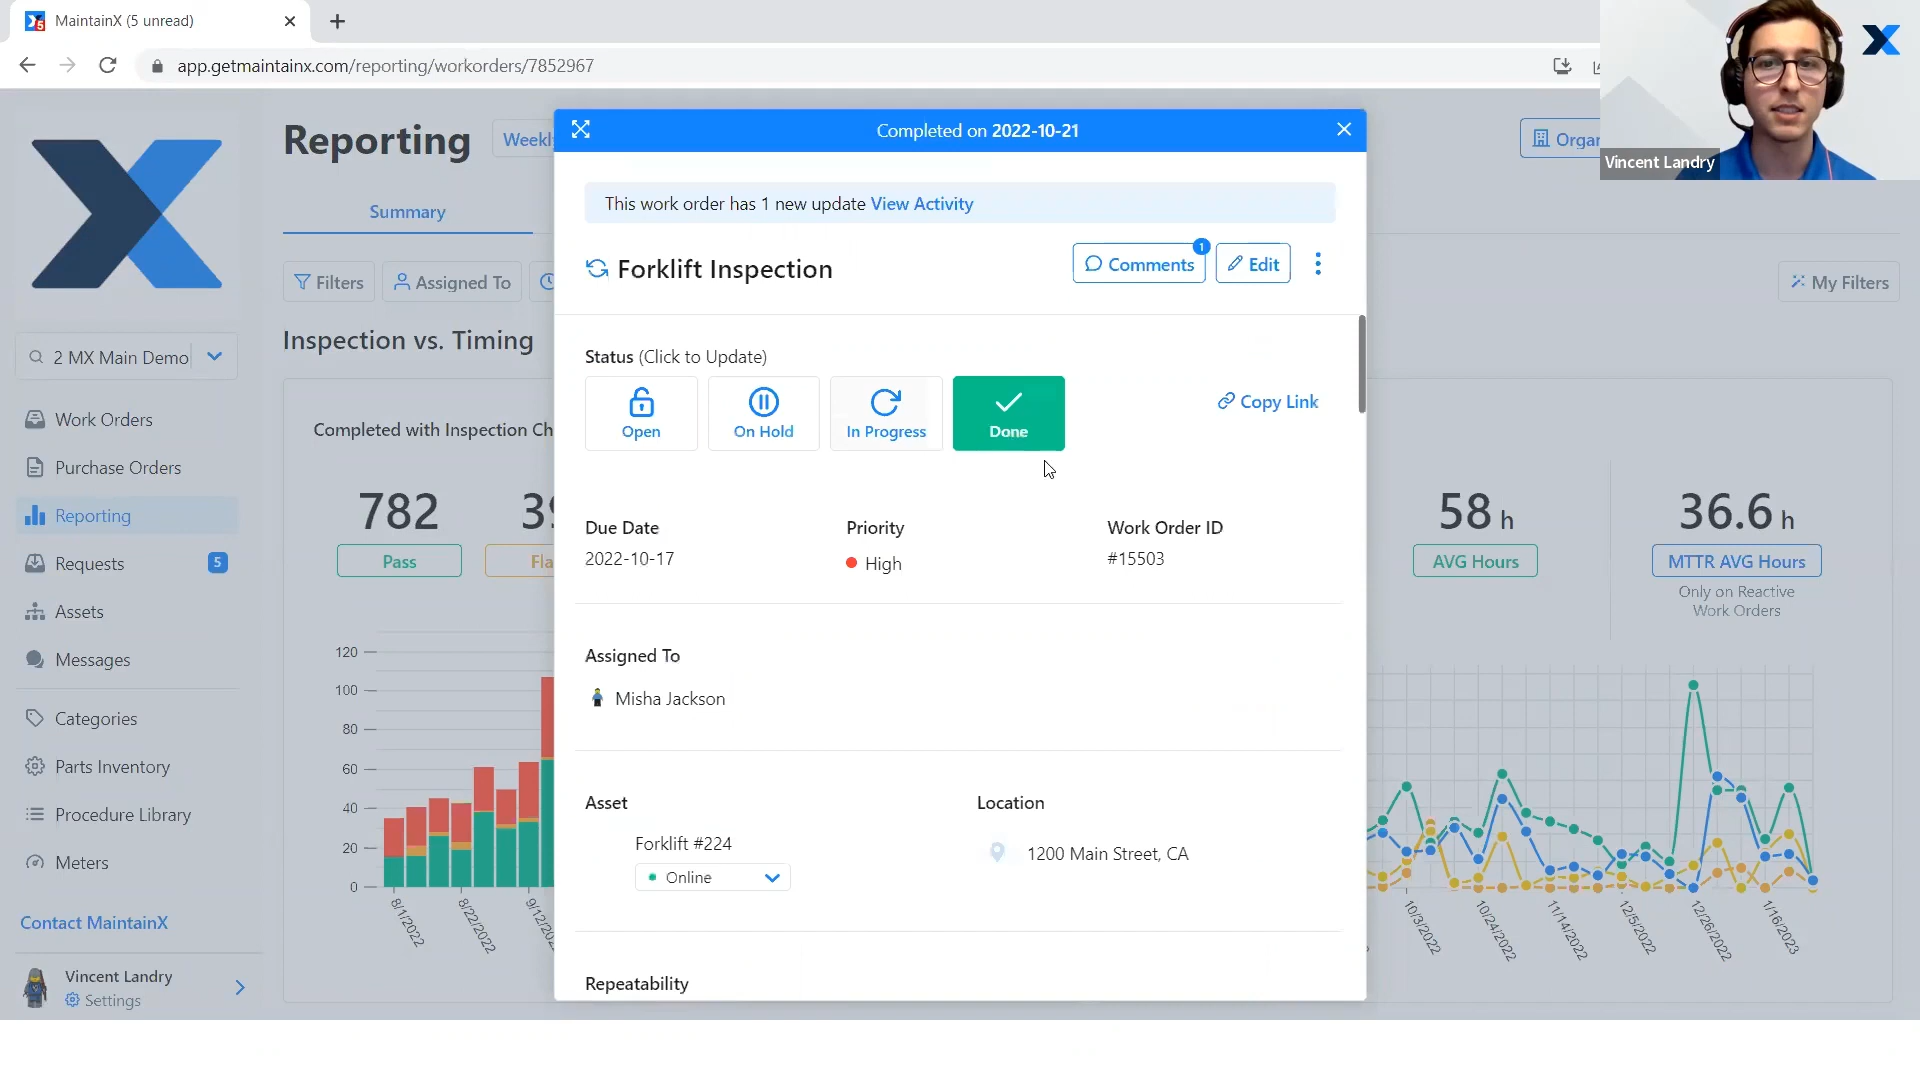 MaintainX (5 unread)
app.getmaintainx.com/reporting/workorders/7852967
Vincent Landry
Reporting
Weekl
Organ
Summary
Filters
Assigned To
My Filters
Inspection vs. Timing
2 MX Main Demo
Work Orders
Purchase Orders
Reporting
Requests
5
Assets
Messages
Categories
Parts Inventory
Procedure Library
Meters
Contact MaintainX
Vincent Landry
Settings
Completed with Inspection Ch
782
Pass
39
Fla
120
100
80
60
40
20
0
8/1/2022
8/22/2022
9/12/20
Completed on 2022-10-21
This work order has 1 new update View Activity
Forklift Inspection
Comments
1
Edit
Status (Click to Update)
Open
On Hold
In Progress
Done
Copy Link
Due Date
2022-10-17
Priority
High
Work Order ID
#15503
Assigned To
Misha Jackson
Asset
Forklift #224
Online
Location
1200 Main Street, CA
Repeatability
58 h
AVG Hours
36.6 h
MTTR AVG Hours
Only on Reactive
Work Orders
10/3/2022
10/24/2022
11/14/2022
12/5/2022
12/26/2022
1/16/2023